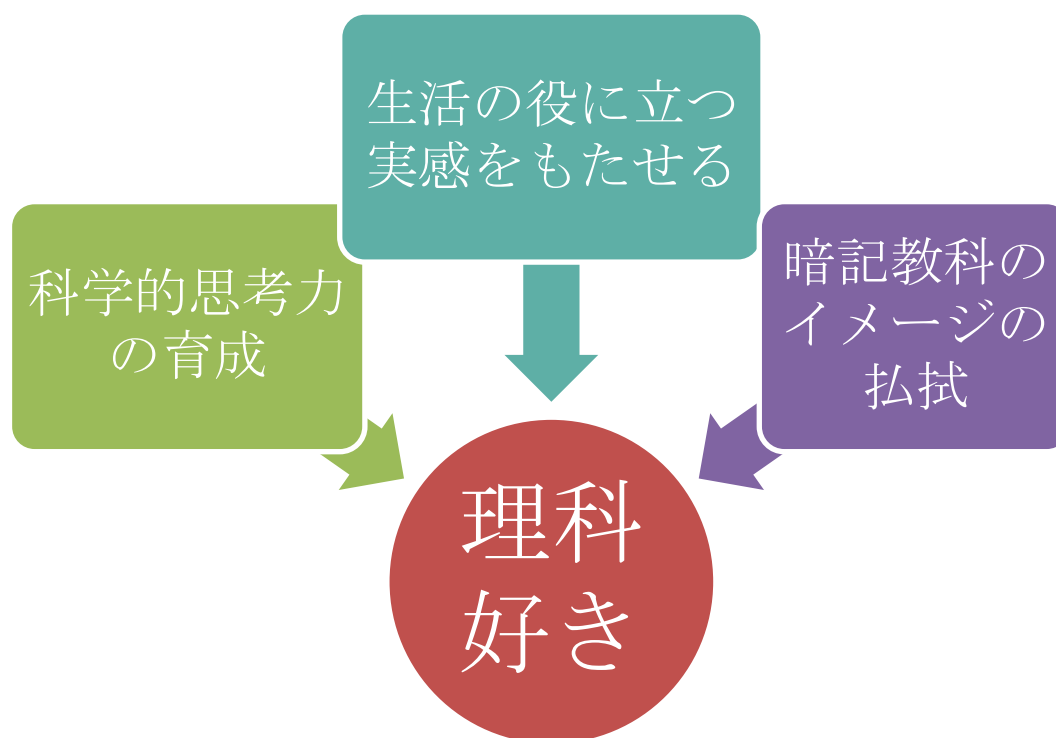 生活の役に立つ
実感をもたせる
科学的思考力
の育成
暗記教科の
イメージの
払拭
理科
好き